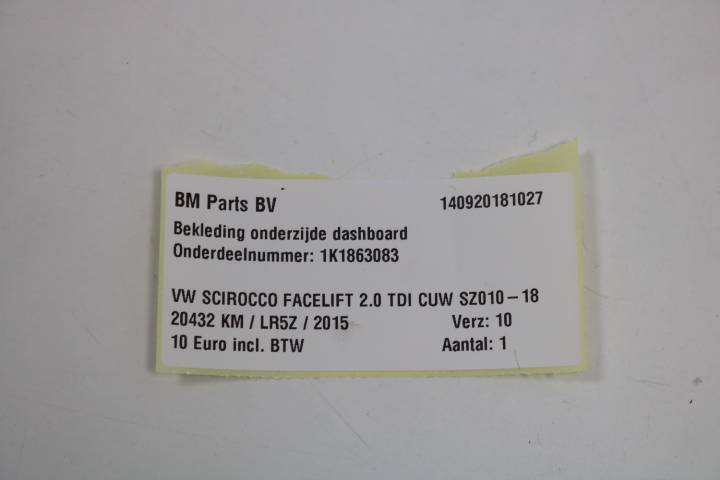 BM Parts BV 140920181027
Bekleding onderzijde dashboard
Onderdeelnummer: 1K1863083
VW SCIROCCO FACELIFT 2.0 TDI CUW SZ010-18
20432 KM / LR5Z / 2015 Verz: 10
10 Euro incl. BTW Aantal: 1